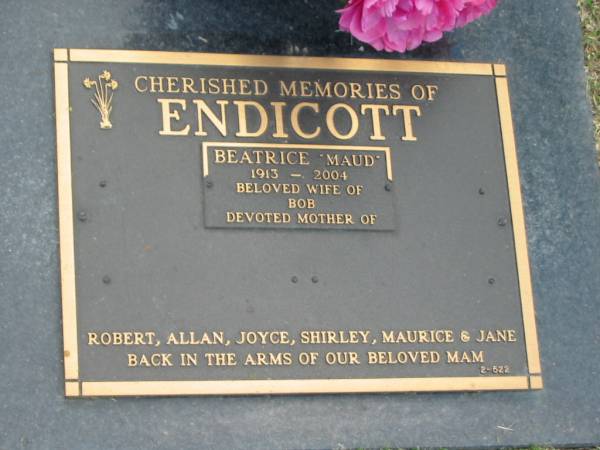 CHERISHED MEMORIES OF
ENDICOTT
BEATRICE "MAUD"
1913 – 2004
BELOVED WIFE OF
BOB
DEVOTED MOTHER OF
ROBERT, ALLAN, JOYCE, SHIRLEY, MAURICE & JANE
BACK IN THE ARMS OF OUR BELOVED MAM
2-522